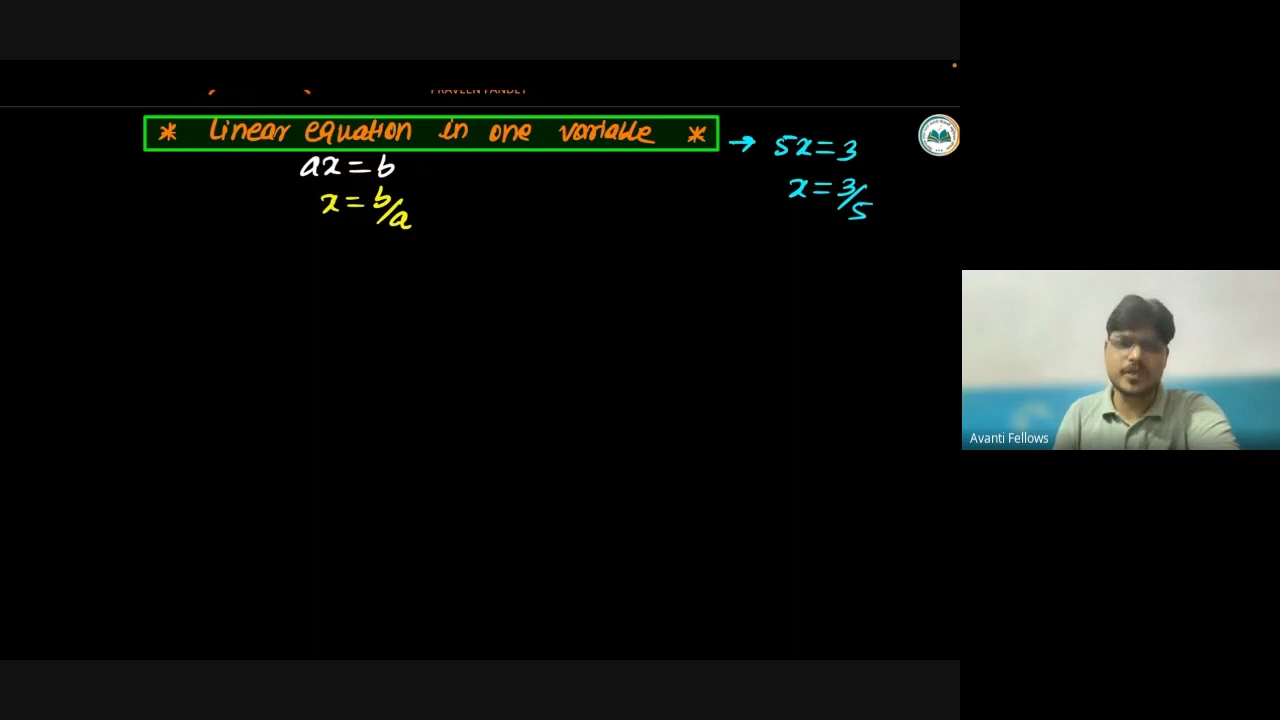 * Linear equation in one variable *
→ 5x=3
ax=b
x=3/5
x=b/a
Avanti Fellows